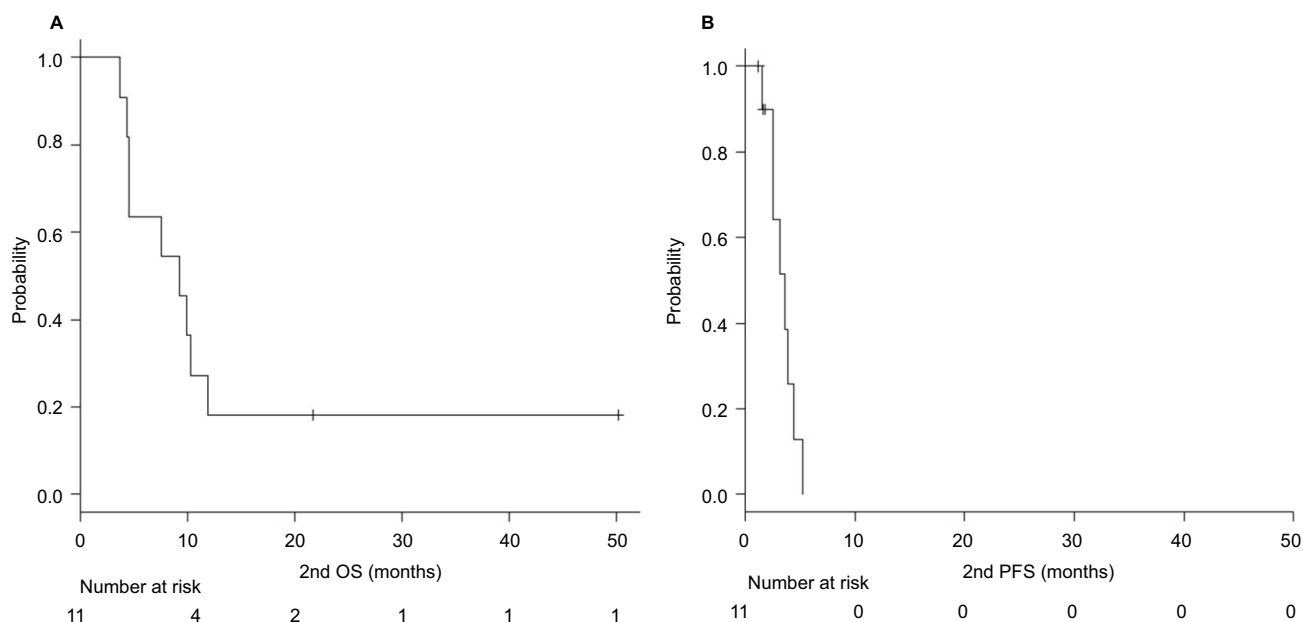 A
1.0
0.8
0.6
0.4
0.2
0.0
Probability
0 10 20 30 40 50
2nd OS (months)
Number at risk
11 4 2 1 1 1
B
1.0
0.8
0.6
0.4
0.2
0.0
Probability
0 10 20 30 40 50
2nd PFS (months)
Number at risk
11 0 0 0 0 0